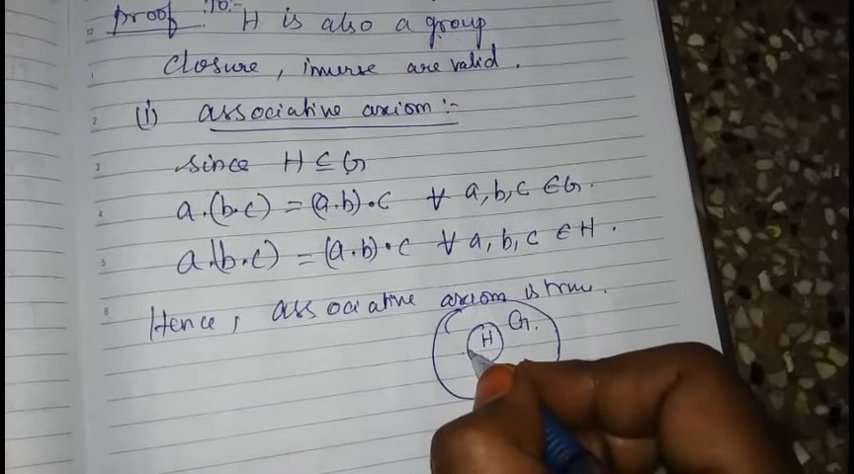 Proof :To:- H is also a group
closure, inverse are valid.
(i) associative axiom :-
since H ⊆ G
a.(b.c) = (a.b).c ∀ a,b,c ∈ G.
a.(b.c) = (a.b).c ∀ a,b,c ∈ H.
Hence, associative axiom is true.
G.
H